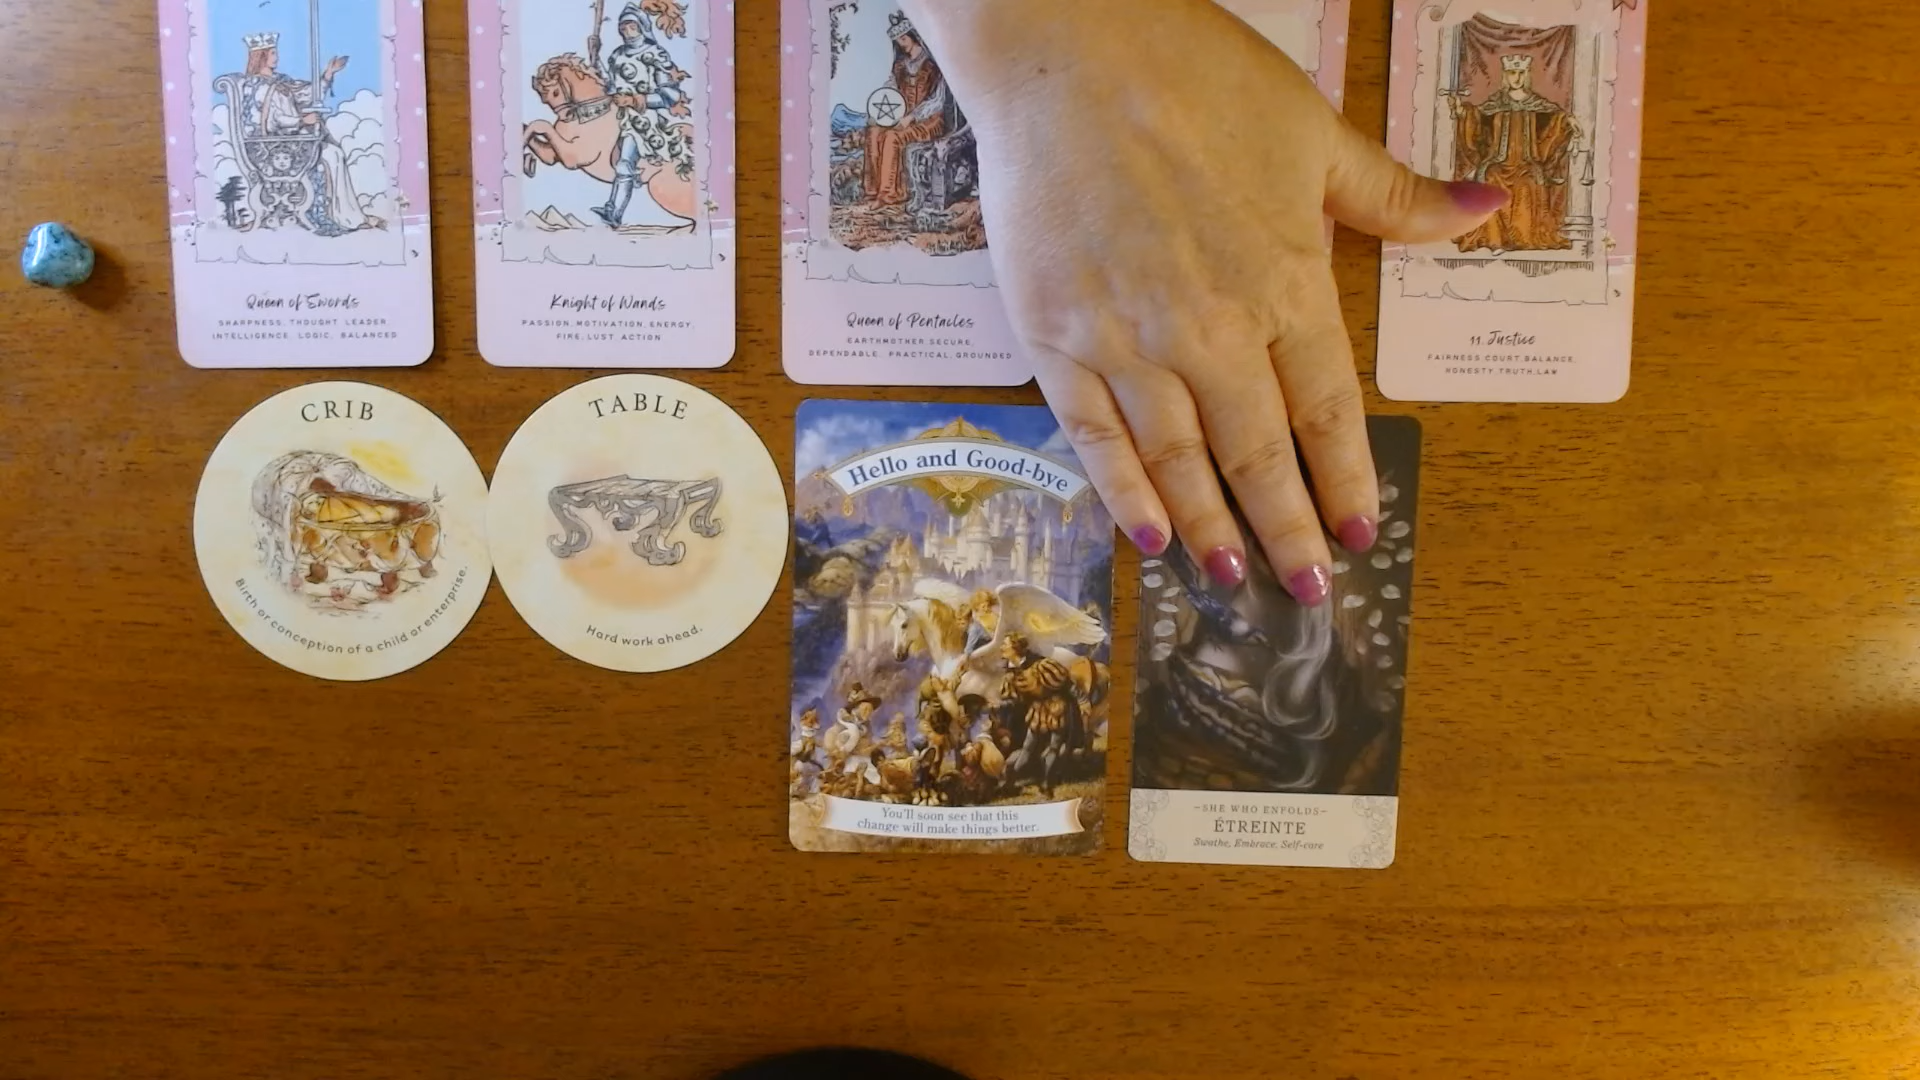 Queen of Swords
SHARPNESS, THOUGHT LEADER,
INTELLIGENCE, LOGIC, BALANCED
Knight of Wands
PASSION, MOTIVATION, ENERGY,
FIRE, LUST, ACTION
Queen of Pentacles
EARTHMOTHER, SECURE,
DEPENDABLE, PRACTICAL, GROUNDED
11. Justice
FAIRNESS, COURT, BALANCE,
HONESTY, TRUTH, LAW
CRIB
Birth or conception of a child or enterprise.
TABLE
Hard work ahead.
Hello and Good-bye
You'll soon see that this
change will make things better.
~SHE WHO ENFOLDS~
ÉTREINTE
Swathe, Embrace, Self-care